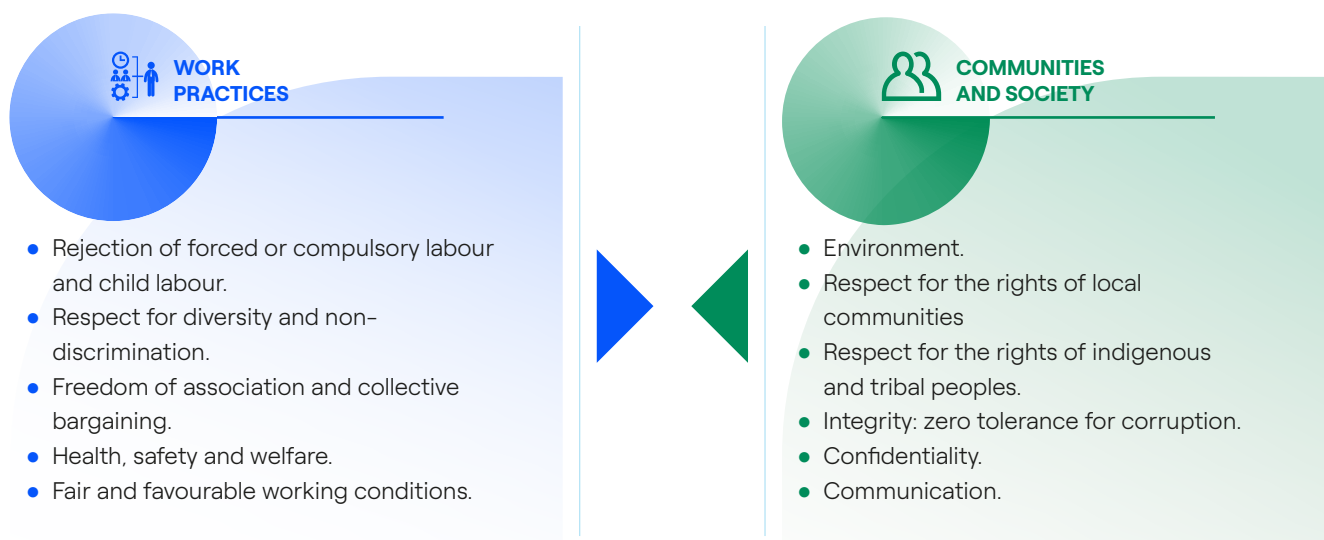 WORK
PRACTICES
• Rejection of forced or compulsory labour
and child labour.
• Respect for diversity and non-
discrimination.
• Freedom of association and collective
bargaining.
• Health, safety and welfare.
• Fair and favourable working conditions.
COMMUNITIES
AND SOCIETY
• Environment.
• Respect for the rights of local
communities
• Respect for the rights of indigenous
and tribal peoples.
• Integrity: zero tolerance for corruption.
• Confidentiality.
• Communication.